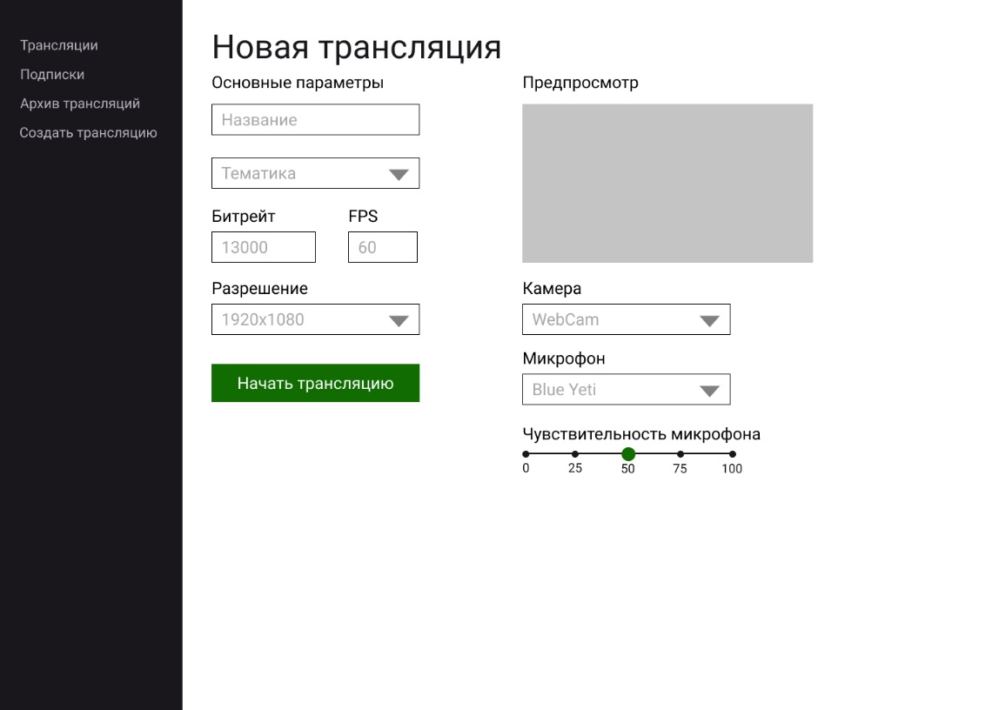 Трансляции
Подписки
Архив трансляций
Создать трансляцию
Новая трансляция
Основные параметры
Название
Тематика
Битрейт FPS
13000 60
Разрешение
1920x1080
Начать трансляцию
Предпросмотр
Камера
WebCam
Микрофон
Blue Yeti
Чувствительность микрофона
0 25 50 75 100